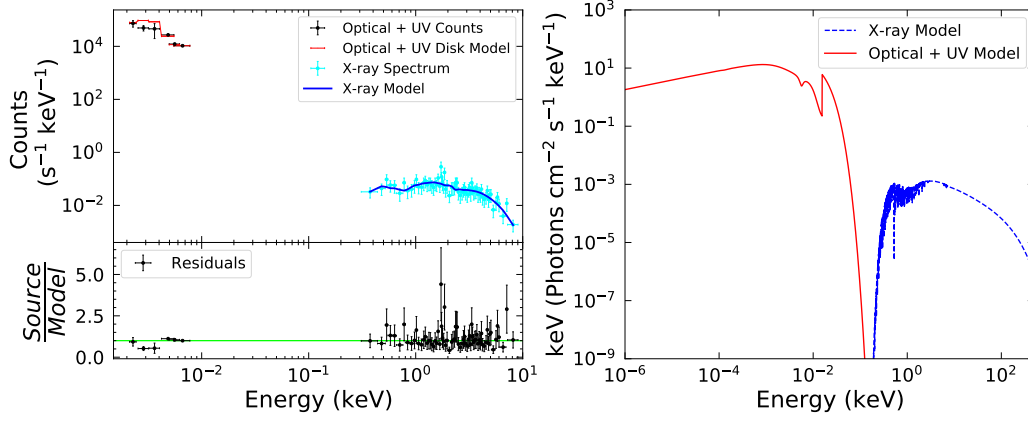 10⁴
10²
10⁰
10⁻²
Counts
(s⁻¹ keV⁻¹)
Optical + UV Counts
Optical + UV Disk Model
X-ray Spectrum
X-ray Model
5.0
2.5
0.0
Source
Model
Residuals
10⁻² 10⁻¹ 10⁰ 10¹
Energy (keV)
10³
10¹
10⁻¹
10⁻³
10⁻⁵
10⁻⁷
10⁻⁹
keV (Photons cm⁻² s⁻¹ keV⁻¹)
X-ray Model
Optical + UV Model
10⁻⁶ 10⁻⁴ 10⁻² 10⁰ 10²
Energy (keV)